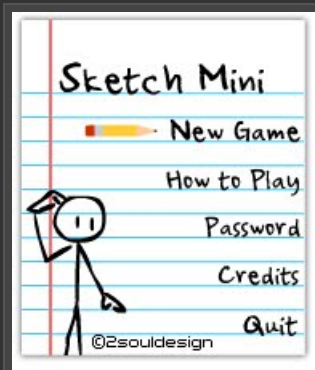 Sketch Mini
New Game
How to Play
Password
Credits
Quit
©2souldesign